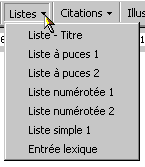 Listes Citations Illus
Liste - Titre
Liste à puces 1
Liste à puces 2
Liste numérotée 1
Liste numérotée 2
Liste simple 1
Entrée lexique